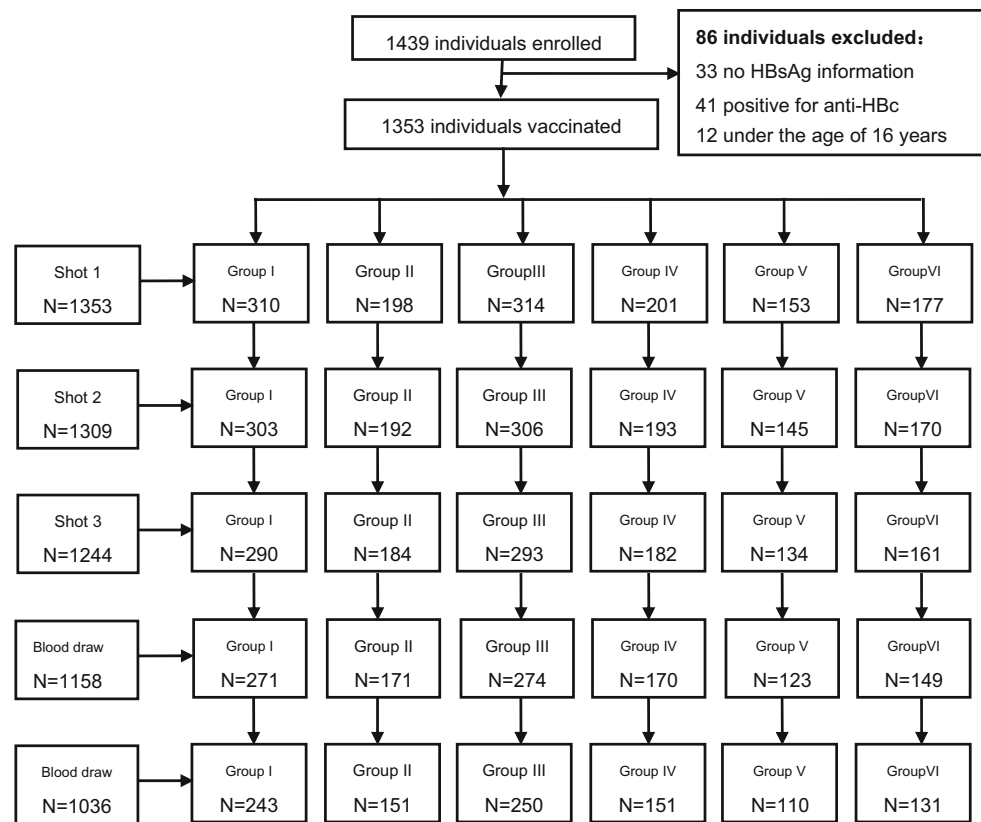 1439 individuals enrolled
86 individuals excluded：
33 no HBsAg information
41 positive for anti-HBc
12 under the age of 16 years
1353 individuals vaccinated
Shot 1
N=1353
Group I
N=310
Group II
N=198
GroupIII
N=314
Group IV
N=201
Group V
N=153
GroupVI
N=177
Shot 2
N=1309
Group I
N=303
Group II
N=192
Group III
N=306
Group IV
N=193
Group V
N=145
GroupVI
N=170
Shot 3
N=1244
Group I
N=290
Group II
N=184
Group III
N=293
Group IV
N=182
Group V
N=134
GroupVI
N=161
Blood draw
N=1158
Group I
N=271
Group II
N=171
Group III
N=274
Group IV
N=170
Group V
N=123
GroupVI
N=149
Blood draw
N=1036
Group I
N=243
Group II
N=151
Group III
N=250
Group IV
N=151
Group V
N=110
GroupVI
N=131